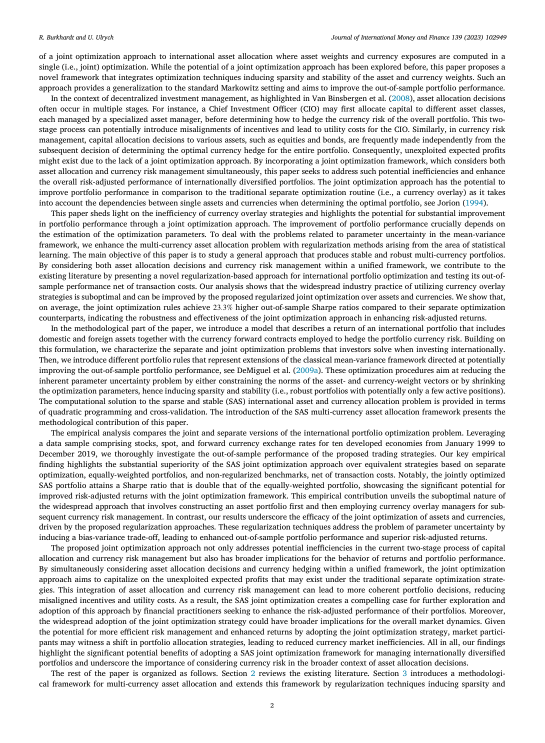 R. Burkhardt and U. Ulrych
Journal of International Money and Finance 139 (2023) 102949
of a joint optimization approach to international asset allocation where asset weights and currency exposures are computed in a
single (i.e., joint) optimization. While the potential of a joint optimization approach has been explored before, this paper proposes a
novel framework that integrates optimization techniques inducing sparsity and stability of the asset and currency weights. Such an
approach provides a generalization to the standard Markowitz setting and aims to improve the out-of-sample portfolio performance.
In the context of decentralized investment management, as highlighted in Van Binsbergen et al. (2008), asset allocation decisions
often occur in multiple stages. For instance, a Chief Investment Officer (CIO) may first allocate capital to different asset classes,
each managed by a specialized asset manager, before determining how to hedge the currency risk of the overall portfolio. This two-
stage process can potentially introduce misalignments of incentives and lead to utility costs for the CIO. Similarly, in currency risk
management, capital allocation decisions to various assets, such as equities and bonds, are frequently made independently from the
subsequent decision of determining the optimal currency hedge for the entire portfolio. Consequently, unexploited expected profits
might exist due to the lack of a joint optimization approach. By incorporating a joint optimization framework, which considers both
asset allocation and currency risk management simultaneously, this paper seeks to address such potential inefficiencies and enhance
the overall risk-adjusted performance of internationally diversified portfolios. The joint optimization approach has the potential to
improve portfolio performance in comparison to the traditional separate optimization routine (i.e., a currency overlay) as it takes
into account the dependencies between single assets and currencies when determining the optimal portfolio, see Jorion (1994).
This paper sheds light on the inefficiency of currency overlay strategies and highlights the potential for substantial improvement
in portfolio performance through a joint optimization approach. The improvement of portfolio performance crucially depends on
the estimation of the optimization parameters. To deal with the problems related to parameter uncertainty in the mean-variance
framework, we enhance the multi-currency asset allocation problem with regularization methods arising from the area of statistical
learning. The main objective of this paper is to study a general approach that produces stable and robust multi-currency portfolios.
By considering both asset allocation decisions and currency risk management within a unified framework, we contribute to the
existing literature by presenting a novel regularization-based approach for international portfolio optimization and testing its out-of-
sample performance net of transaction costs. Our analysis shows that the widespread industry practice of utilizing currency overlay
strategies is suboptimal and can be improved by the proposed regularized joint optimization over assets and currencies. We show that,
on average, the joint optimization rules achieve 23.3% higher out-of-sample Sharpe ratios compared to their separate optimization
counterparts, indicating the robustness and effectiveness of the joint optimization approach in enhancing risk-adjusted returns.
In the methodological part of the paper, we introduce a model that describes a return of an international portfolio that includes
domestic and foreign assets together with the currency forward contracts employed to hedge the portfolio currency risk. Building on
this formulation, we characterize the separate and joint optimization problems that investors solve when investing internationally.
Then, we introduce different portfolio rules that represent extensions of the classical mean-variance framework directed at potentially
improving the out-of-sample portfolio performance, see DeMiguel et al. (2009a). These optimization procedures aim at reducing the
inherent parameter uncertainty problem by either constraining the norms of the asset- and currency-weight vectors or by shrinking
the optimization parameters, hence inducing sparsity and stability (i.e., robust portfolios with potentially only a few active positions).
The computational solution to the sparse and stable (SAS) international asset and currency allocation problem is provided in terms
of quadratic programming and cross-validation. The introduction of the SAS multi-currency asset allocation framework presents the
methodological contribution of this paper.
The empirical analysis compares the joint and separate versions of the international portfolio optimization problem. Leveraging
a data sample comprising stocks, spot, and forward currency exchange rates for ten developed economies from January 1999 to
December 2019, we thoroughly investigate the out-of-sample performance of the proposed trading strategies. Our key empirical
finding highlights the substantial superiority of the SAS joint optimization approach over equivalent strategies based on separate
optimization, equally-weighted portfolios, and non-regularized benchmarks, net of transaction costs. Notably, the jointly optimized
SAS portfolio attains a Sharpe ratio that is double that of the equally-weighted portfolio, showcasing the significant potential for
improved risk-adjusted returns with the joint optimization framework. This empirical contribution unveils the suboptimal nature of
the widespread approach that involves constructing an asset portfolio first and then employing currency overlay managers for sub-
sequent currency risk management. In contrast, our results underscore the efficacy of the joint optimization of assets and currencies,
driven by the proposed regularization approaches. These regularization techniques address the problem of parameter uncertainty by
inducing a bias-variance trade-off, leading to enhanced out-of-sample performance and superior risk-adjusted returns.
The proposed joint optimization approach not only addresses potential inefficiencies in the current two-stage process of capital
allocation and currency risk management but also has broader implications for the behavior of returns and portfolio performance.
By simultaneously considering asset allocation decisions and currency hedging within a unified framework, the joint optimization
approach aims to capitalize on the unexploited expected profits that may exist under the traditional separate optimization strate-
gies. This integration of asset allocation and currency risk management can lead to more coherent portfolio decisions, reducing
misaligned incentives and utility costs. As a result, the SAS joint optimization creates a compelling case for further exploration and
adoption of this approach by financial practitioners seeking to enhance the risk-adjusted performance of their portfolios. Moreover,
the widespread adoption of the joint optimization strategy could have broader implications for the overall market dynamics. Given
the potential for more efficient risk management and enhanced returns by adopting the joint optimization strategy, market partici-
pants may witness a shift in portfolio allocation strategies, leading to reduced currency market inefficiencies. All in all, our findings
highlight the significant potential benefits of adopting a SAS joint optimization framework for managing internationally diversified
portfolios and underscore the importance of considering currency risk in the broader context of asset allocation decisions.
The rest of the paper is organized as follows. Section 2 reviews the existing literature. Section 3 introduces a methodologi-
cal framework for multi-currency asset allocation and extends this framework by regularization techniques inducing sparsity and
2